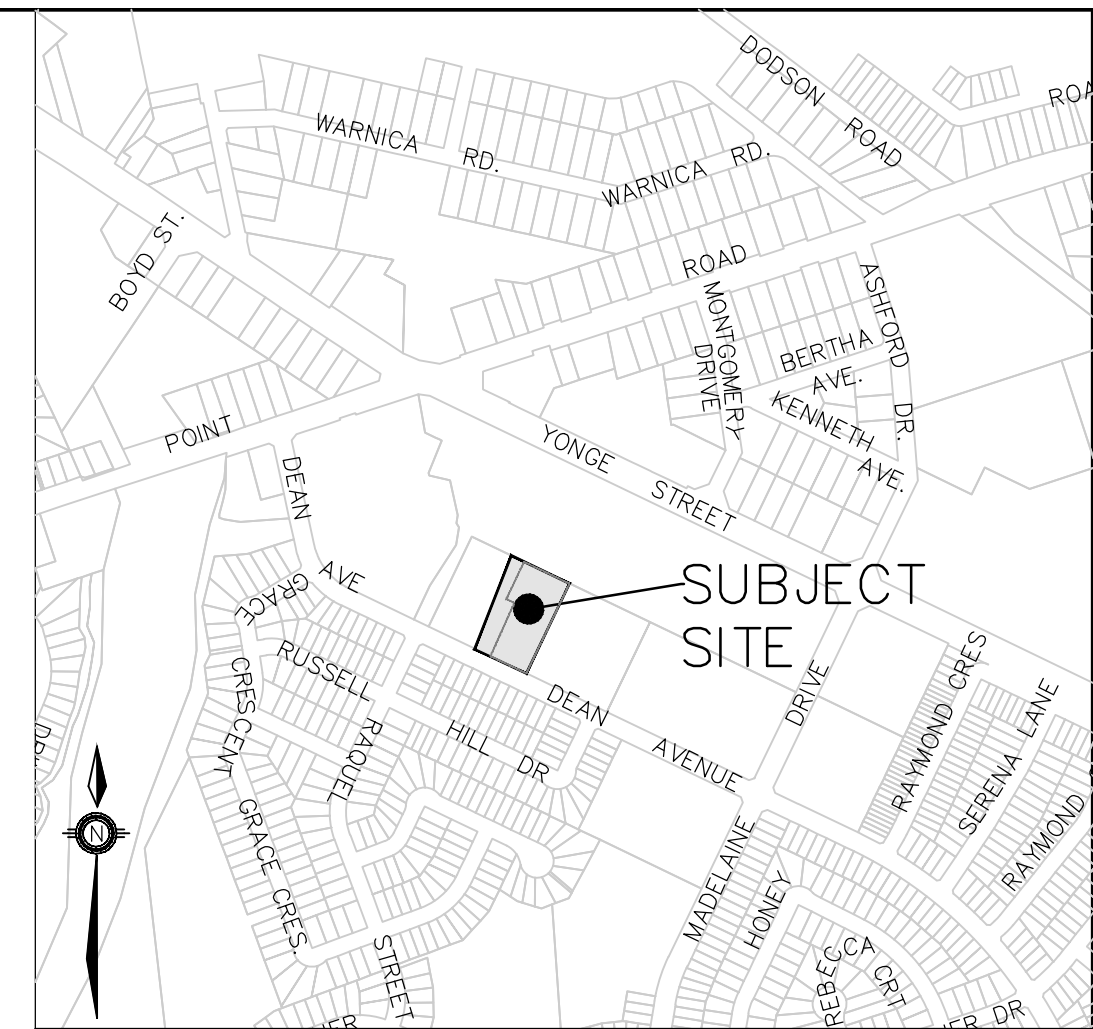 DODSON
ROAD
WARNICA RD.
WARNICA RD.
BOYD ST.
ROAD
ASHFORD
DR.
MONTGOMERY
DRIVE
BERTHA
AVE.
KENNETH
AVE.
POINT
YONGE
STREET
DEAN
AVE
SUBJECT
SITE
GRACE
CRESCENT
RUSSELL
HILL DR
RAQUEL
STREET
DEAN
AVENUE
DRIVE
RAYMOND CRES
SERENA LANE
RAYMOND
GRACE CRES.
MADELAINE
HONEY
REBECCA CRT
DR
N